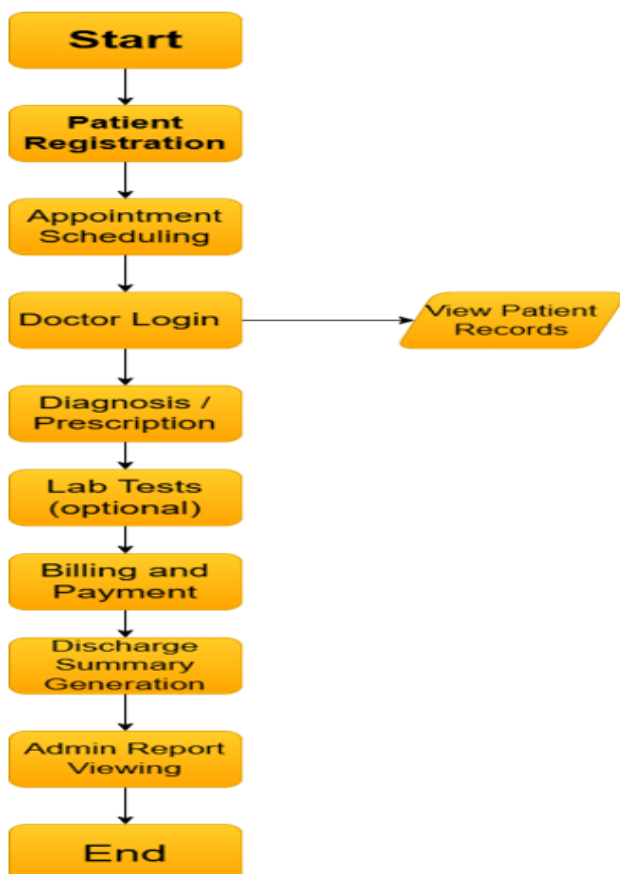 Start
Patient
Registration
Appointment
Scheduling
Doctor Login
View Patient
Records
Diagnosis /
Prescription
Lab Tests
(optional)
Billing and
Payment
Discharge
Summary
Generation
Admin Report
Viewing
End